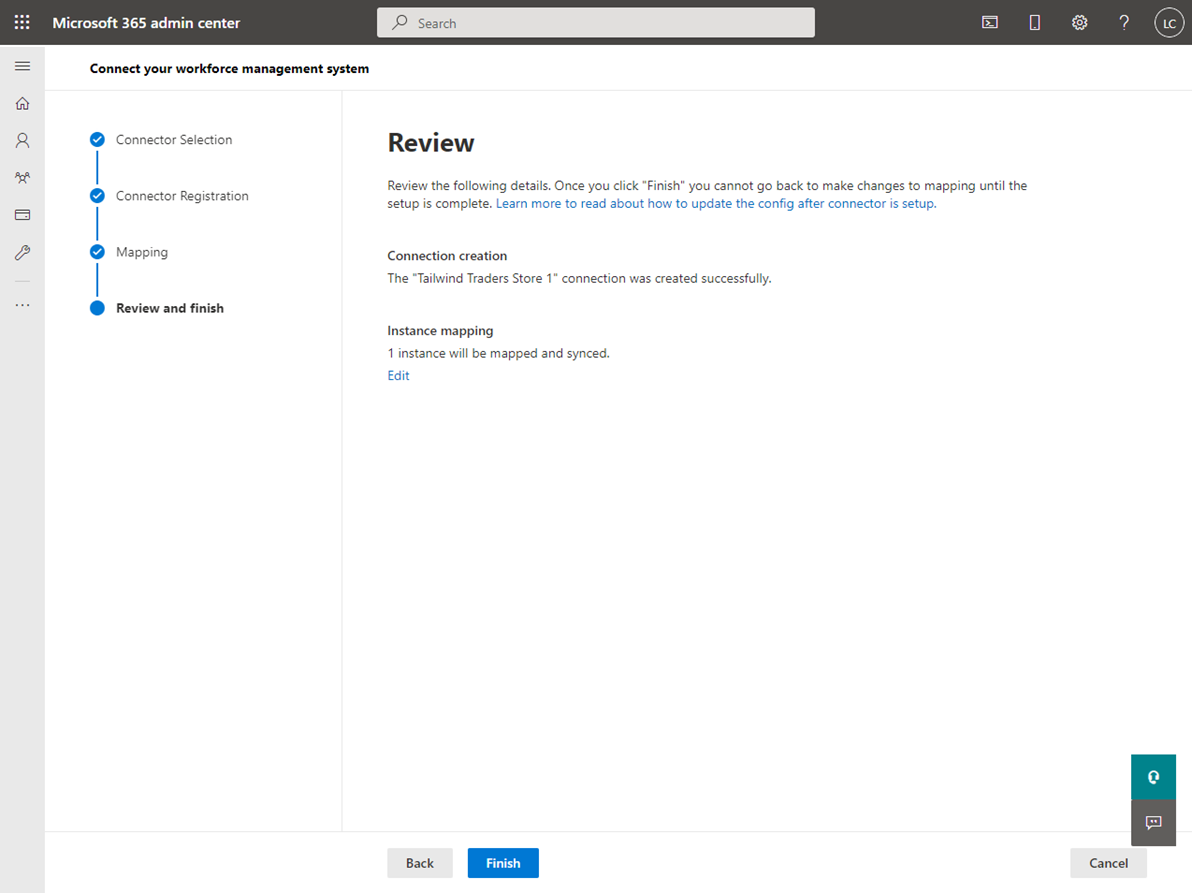 Microsoft 365 admin center
Search
LC
Connect your workforce management system
Connector Selection
Connector Registration
Mapping
Review and finish
Review
Review the following details. Once you click "Finish" you cannot go back to make changes to mapping until the
setup is complete. Learn more to read about how to update the config after connector is setup.
Connection creation
The "Tailwind Traders Store 1" connection was created successfully.
Instance mapping
1 instance will be mapped and synced.
Edit
Back
Finish
Cancel